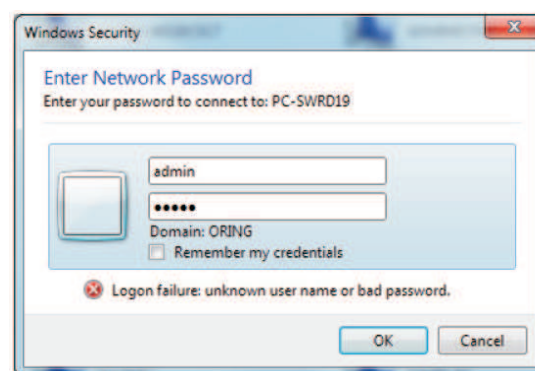 Windows Security
Enter Network Password
Enter your password to connect to: PC-SWRD19
admin
•••••
Domain: ORING
Remember my credentials
Logon failure: unknown user name or bad password.
OK
Cancel